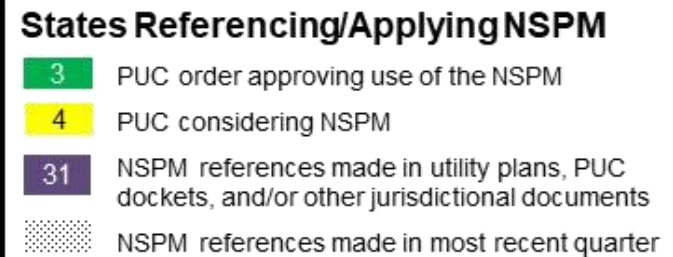 States Referencing/Applying NSPM
3 PUC order approving use of the NSPM
4 PUC considering NSPM
31 NSPM references made in utility plans, PUC
dockets, and/or other jurisdictional documents
NSPM references made in most recent quarter